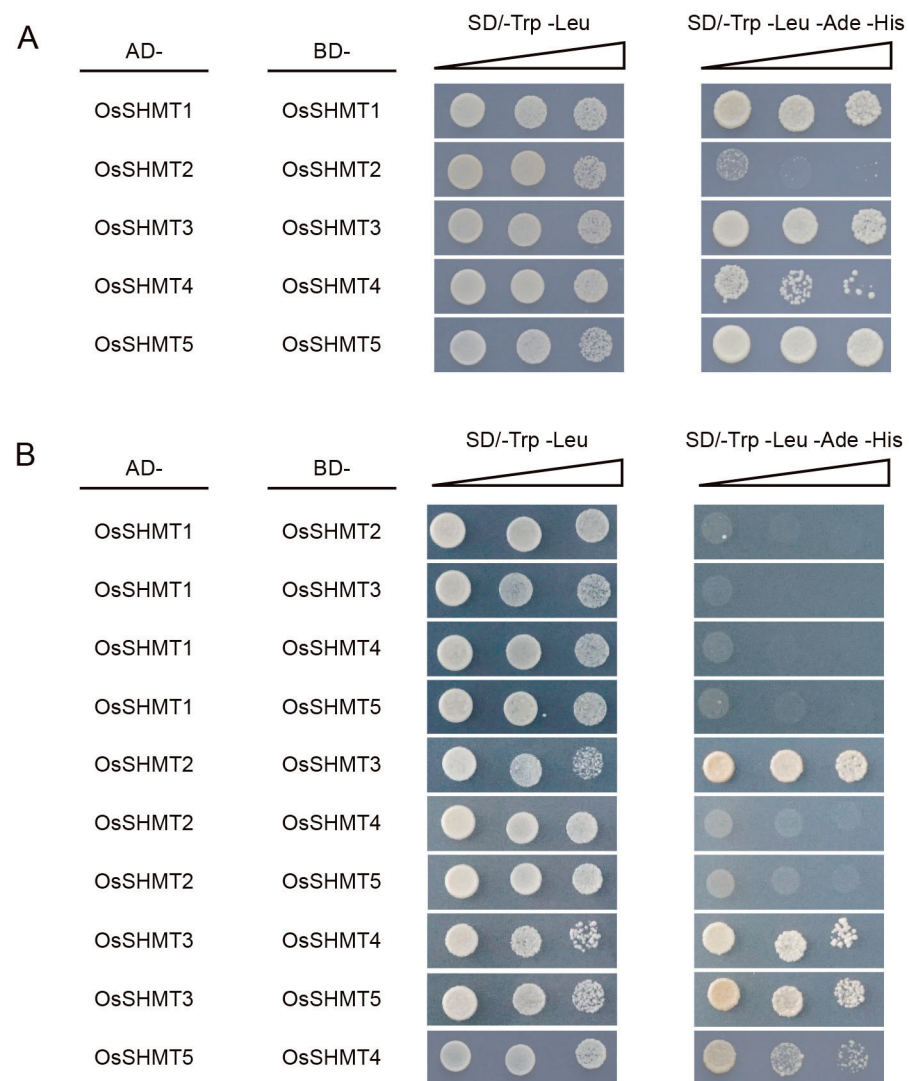 A
AD- BD- SD/-Trp -Leu SD/-Trp -Leu -Ade -His
OsSHMT1 OsSHMT1
OsSHMT2 OsSHMT2
OsSHMT3 OsSHMT3
OsSHMT4 OsSHMT4
OsSHMT5 OsSHMT5
B
AD- BD- SD/-Trp -Leu SD/-Trp -Leu -Ade -His
OsSHMT1 OsSHMT2
OsSHMT1 OsSHMT3
OsSHMT1 OsSHMT4
OsSHMT1 OsSHMT5
OsSHMT2 OsSHMT3
OsSHMT2 OsSHMT4
OsSHMT2 OsSHMT5
OsSHMT3 OsSHMT4
OsSHMT3 OsSHMT5
OsSHMT5 OsSHMT4